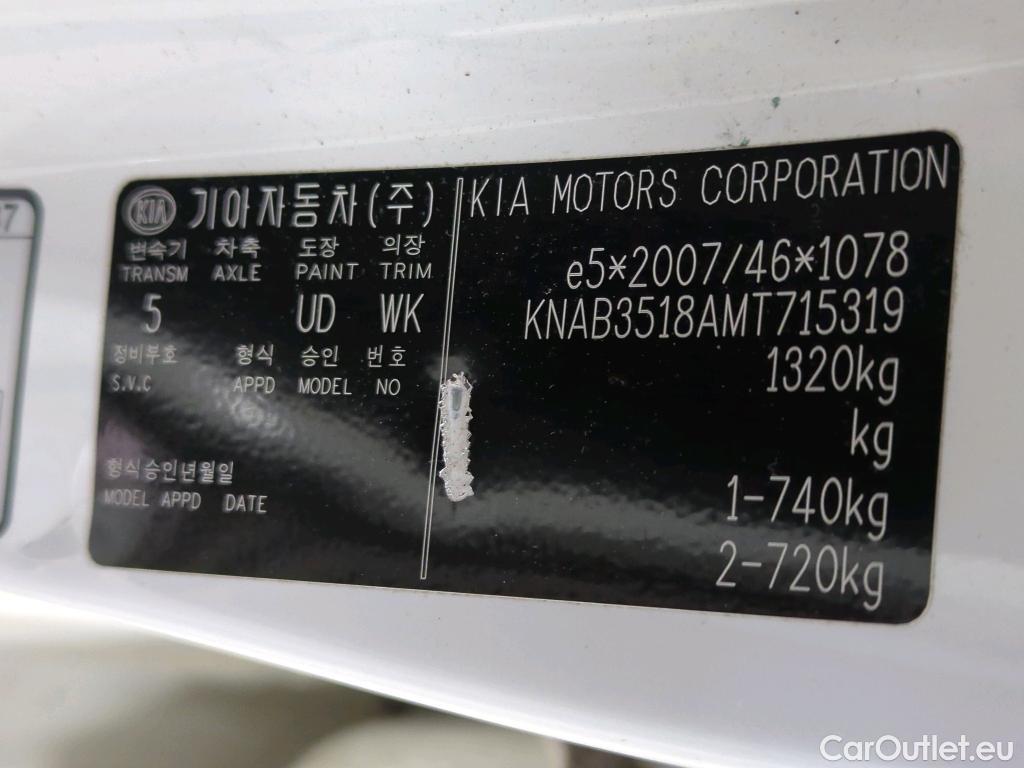 7
KIA 기아자동차(주)
변속기 차축 도장 의장
TRANSM AXLE PAINT TRIM
5 UD WK
정비부호 형식 승인 번호
S.V.C APPD MODEL NO
형식승인년월일
MODEL APPD DATE
KIA MOTORS CORPORATION
e5*2007/46*1078
KNAB3518AMT715319
1320kg
kg
1-740kg
2-720kg
CarOutlet.eu